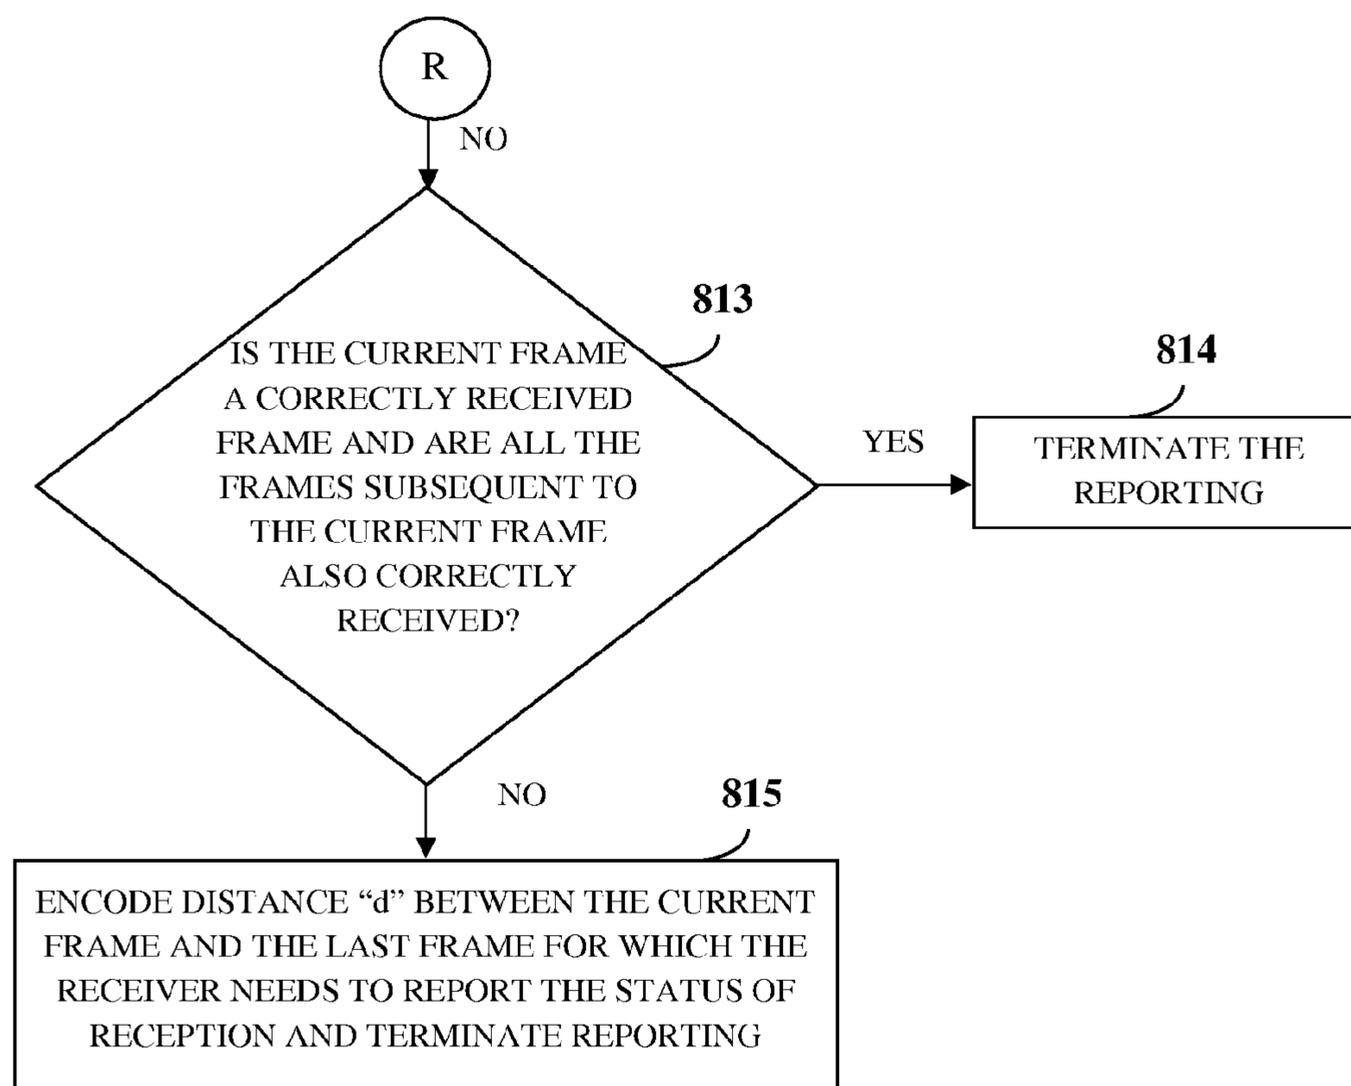 R
NO
813
IS THE CURRENT FRAME
A CORRECTLY RECEIVED
FRAME AND ARE ALL THE
FRAMES SUBSEQUENT TO
THE CURRENT FRAME
ALSO CORRECTLY
RECEIVED?
YES
814
TERMINATE THE
REPORTING
NO
815
ENCODE DISTANCE “d” BETWEEN THE CURRENT
FRAME AND THE LAST FRAME FOR WHICH THE
RECEIVER NEEDS TO REPORT THE STATUS OF
RECEPTION AND TERMINATE REPORTING